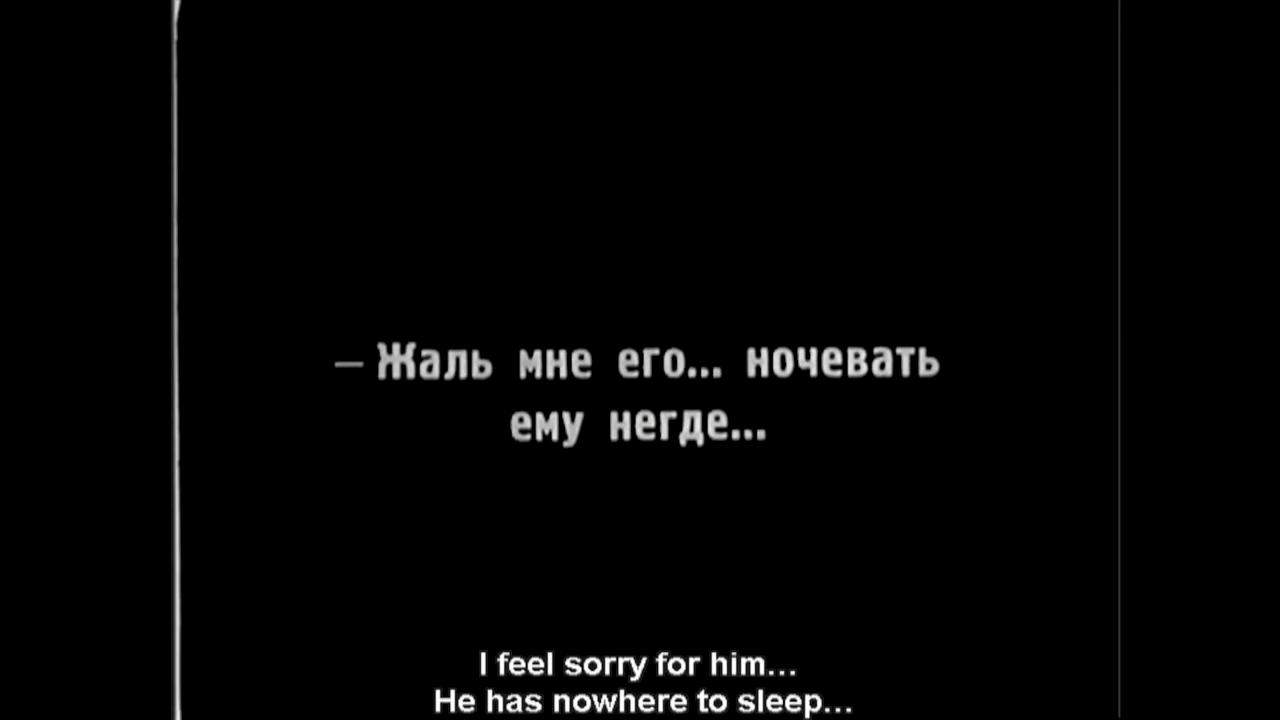 — Жаль мне его... ночевать
ему негде...
I feel sorry for him...
He has nowhere to sleep...